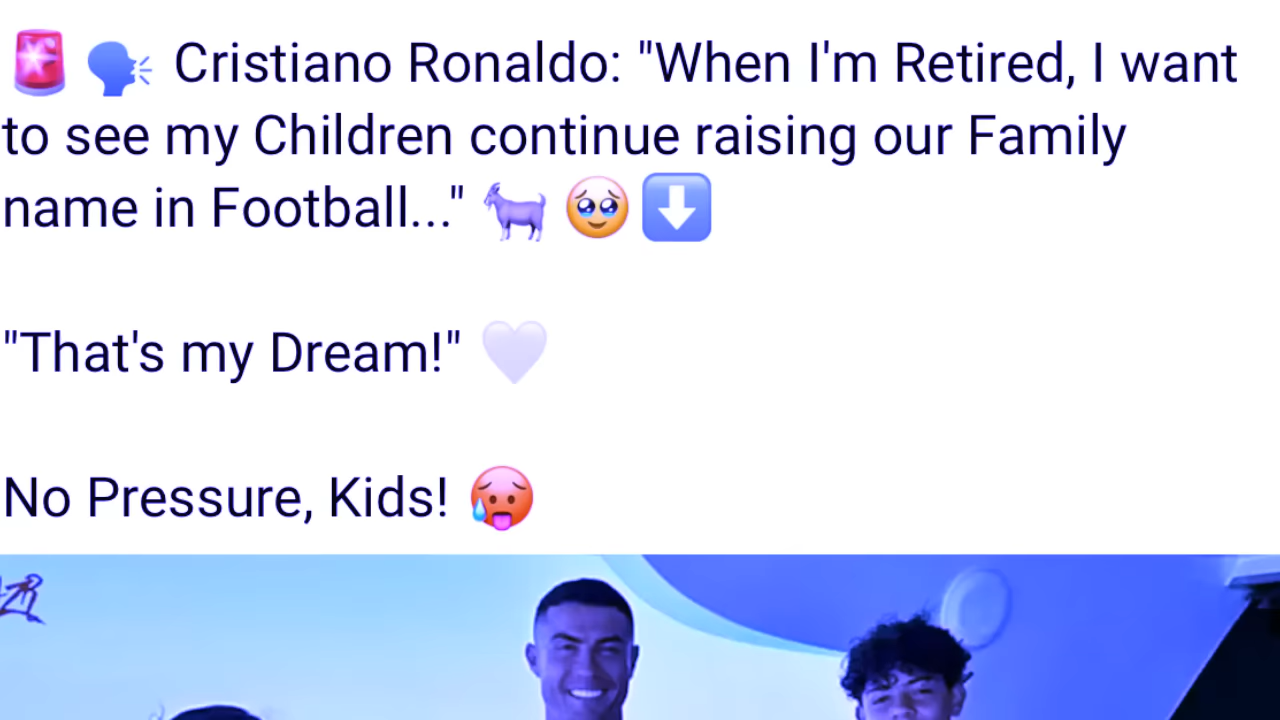 🚨 🗣️ Cristiano Ronaldo: "When I'm Retired, I want
to see my Children continue raising our Family
name in Football..." 🐐 🥹 ⬇️
"That's my Dream!" 🤍
No Pressure, Kids! 🥵